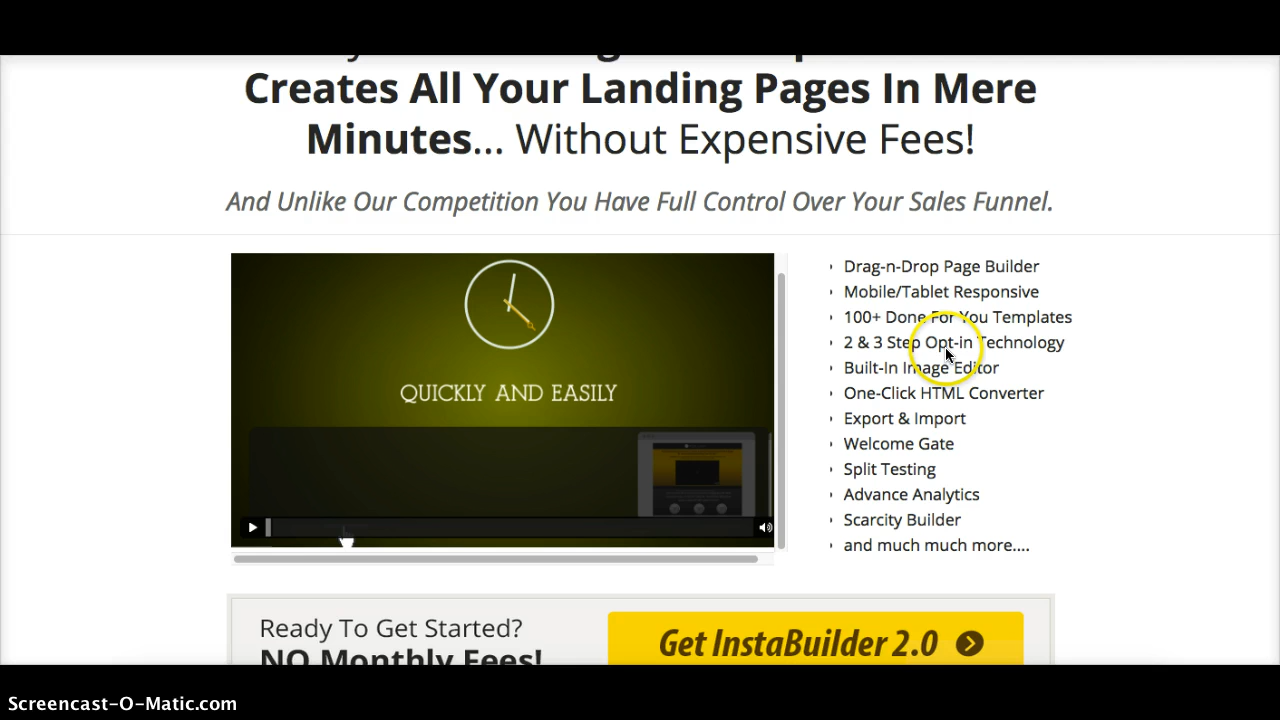 Creates All Your Landing Pages In Mere
Minutes... Without Expensive Fees!
And Unlike Our Competition You Have Full Control Over Your Sales Funnel.
QUICKLY AND EASILY
Drag-n-Drop Page Builder
Mobile/Tablet Responsive
100+ Done For You Templates
2 & 3 Step Opt-in Technology
Built-In Image Editor
One-Click HTML Converter
Export & Import
Welcome Gate
Split Testing
Advance Analytics
Scarcity Builder
and much much more....
Ready To Get Started?
NO Monthly Fees!
Get InstaBuilder 2.0
Screencast-O-Matic.com